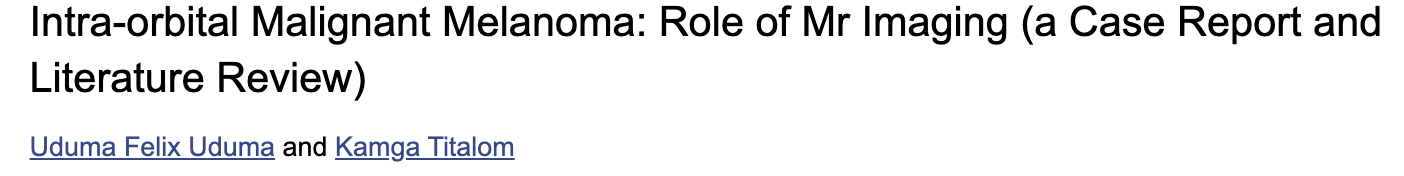 Intra-orbital Malignant Melanoma: Role of Mr Imaging (a Case Report and
Literature Review)
Uduma Felix Uduma and Kamga Titalom